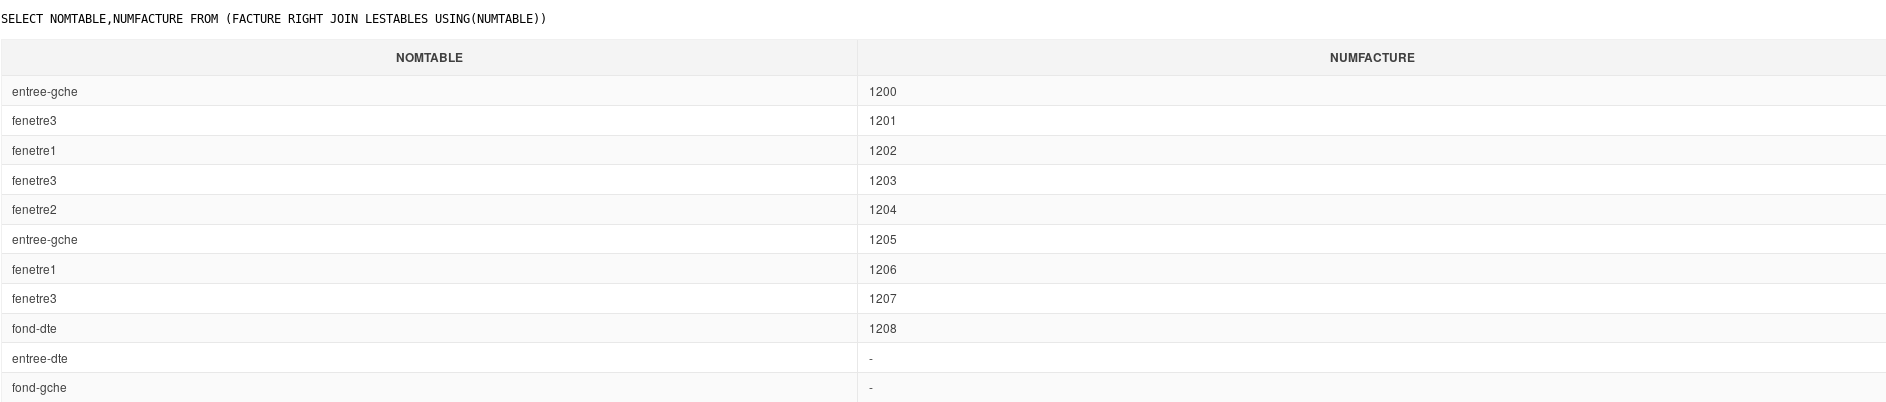 SELECT NOMTABLE,NUMFACTURE FROM (FACTURE RIGHT JOIN LESTABLES USING(NUMTABLE))
NOMTABLE NUMFACTURE
entree-gche 1200
fenetre3 1201
fenetre1 1202
fenetre3 1203
fenetre2 1204
entree-gche 1205
fenetre1 1206
fenetre3 1207
fond-dte 1208
entree-dte -
fond-gche -